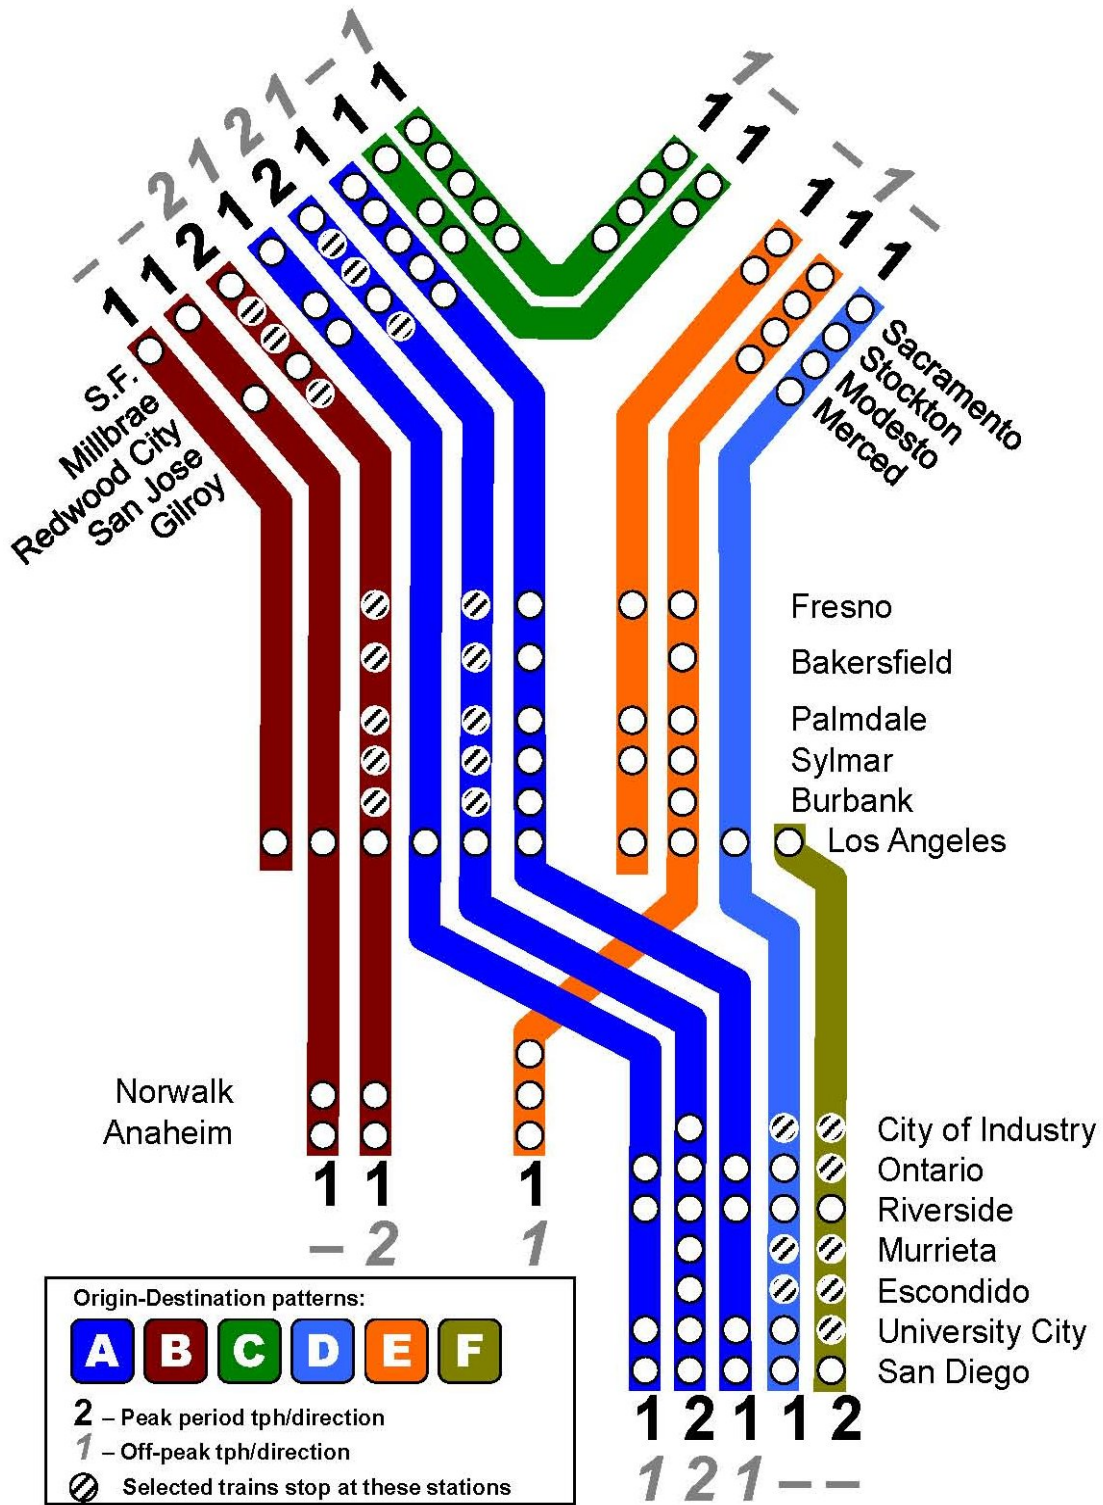 – – 2 1 2 1 – 1
1 1 2 1 2 1 1 1
1 –
1 1
– 1 –
1 1 1
S.F.
Millbrae
Redwood City
San Jose
Gilroy
Sacramento
Stockton
Modesto
Merced
Fresno
Bakersfield
Palmdale
Sylmar
Burbank
Los Angeles
Norwalk
Anaheim
1 1 1
– 2 1
City of Industry
Ontario
Riverside
Murrieta
Escondido
University City
San Diego
1 2 1 1 2
1 2 1 – –
Origin-Destination patterns:
A B C D E F
2 – Peak period tph/direction
1 – Off-peak tph/direction
Selected trains stop at these stations